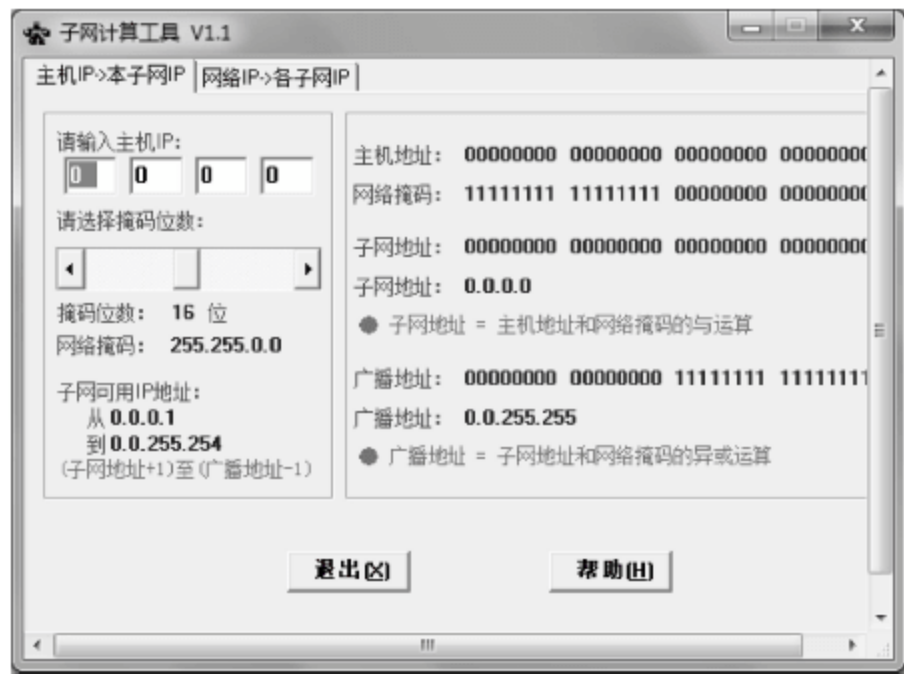 子网计算工具 V1.1
主机IP->本子网IP 网络IP->各子网IP
请输入主机IP:
0 0 0 0
请选择掩码位数:
掩码位数: 16 位
网络掩码: 255.255.0.0
子网可用IP地址:
从 0.0.0.1
到 0.0.255.254
(子网地址+1)至(广播地址-1)
主机地址: 00000000 00000000 00000000 00000000
网络掩码: 11111111 11111111 00000000 00000000
子网地址: 00000000 00000000 00000000 00000000
子网地址: 0.0.0.0
● 子网地址 = 主机地址和网络掩码的与运算
广播地址: 00000000 00000000 11111111 11111111
广播地址: 0.0.255.255
● 广播地址 = 子网地址和网络掩码的异或运算
退出(X) 帮助(H)